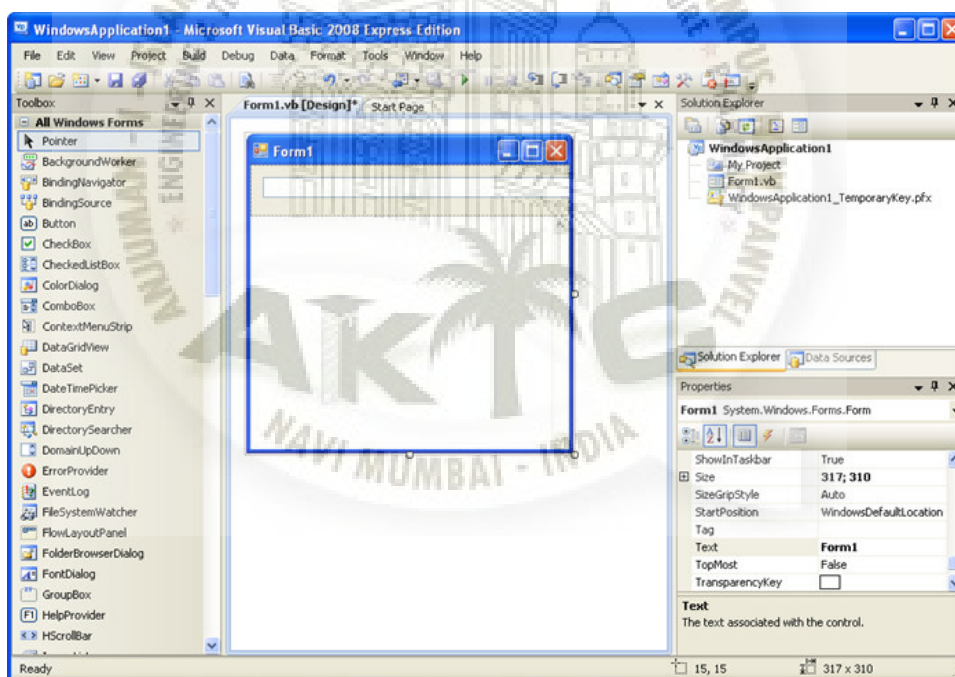 WindowsApplication1 - Microsoft Visual Basic 2008 Express Edition
File Edit View Project Build Debug Data Format Tools Window Help
Toolbox
All Windows Forms
Pointer
BackgroundWorker
BindingNavigator
BindingSource
Button
CheckBox
CheckedListBox
ColorDialog
ComboBox
ContextMenuStrip
DataGridView
DataSet
DateTimePicker
DirectoryEntry
DirectorySearcher
DomainUpDown
ErrorProvider
EventLog
FileSystemWatcher
FlowLayoutPanel
FolderBrowserDialog
FontDialog
GroupBox
HelpProvider
HScrollBar
Form1.vb [Design]* Start Page
Form1
AKTC
NAVI MUMBAI - INDIA
Solution Explorer
WindowsApplication1
My Project
Form1.vb
WindowsApplication1_TemporaryKey.pfx
Solution Explorer Data Sources
Properties
Form1 System.Windows.Forms.Form
ShowInTaskbar True
Size 317; 310
SizeGripStyle Auto
StartPosition WindowsDefaultLocation
Tag
Text Form1
TopMost False
TransparencyKey
Text
The text associated with the control.
Ready 15, 15 317 x 310